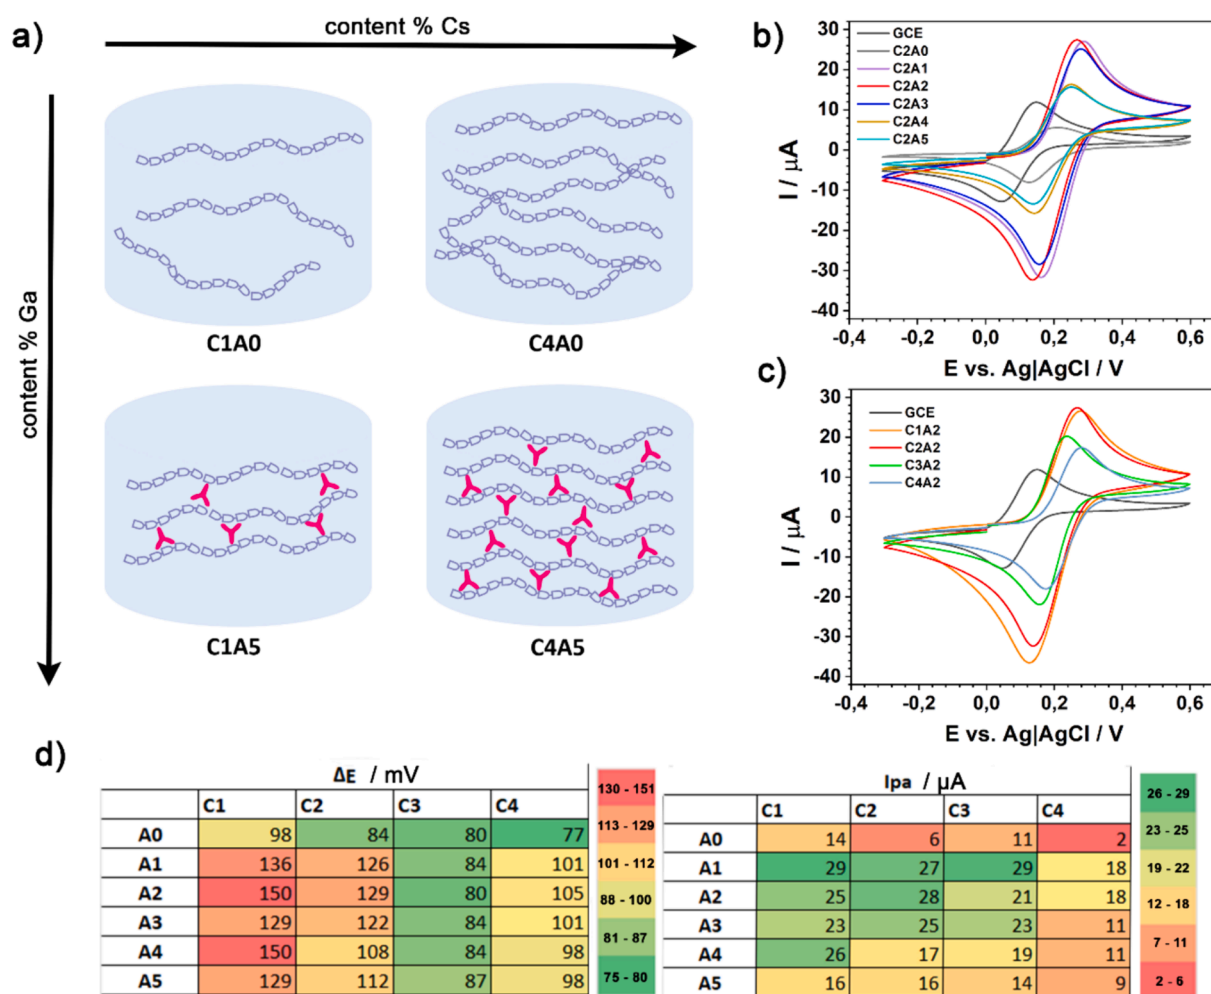 a)
content % Cs
content % Ga
C1A0
C4A0
C1A5
C4A5
b)
GCE
C2A0
C2A1
C2A2
C2A3
C2A4
C2A5
30
20
10
0
-10
-20
-30
-40
I / µA
-0,4
-0,2
0,0
0,2
0,4
0,6
E vs. Ag|AgCl / V
c)
GCE
C1A2
C2A2
C3A2
C4A2
30
20
10
0
-10
-20
-30
-40
I / µA
-0,4
-0,2
0,0
0,2
0,4
0,6
E vs. Ag|AgCl / V
d)
ΔE / mV
C1 C2 C3 C4
A0 98 84 80 77
A1 136 126 84 101
A2 150 129 80 105
A3 129 122 84 101
A4 150 108 84 98
A5 129 112 87 98
130 - 151
113 - 129
101 - 112
88 - 100
81 - 87
75 - 80
Ipa / µA
C1 C2 C3 C4
A0 14 6 11 2
A1 29 27 29 18
A2 25 28 21 18
A3 23 25 23 11
A4 26 17 19 11
A5 16 16 14 9
26 - 29
23 - 25
19 - 22
12 - 18
7 - 11
2 - 6